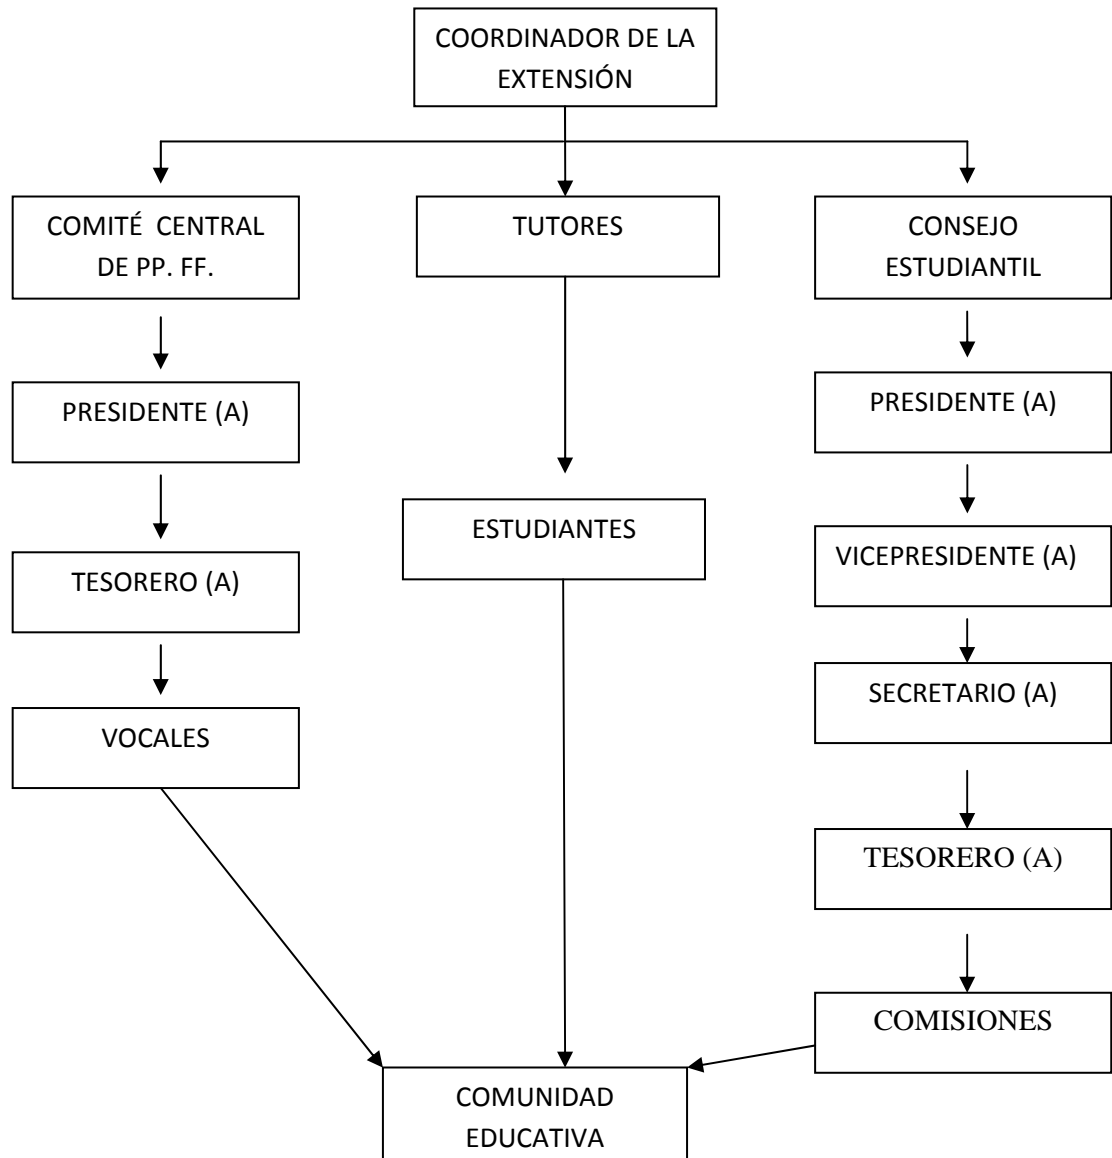 COORDINADOR DE LA
EXTENSIÓN
COMITÉ CENTRAL
DE PP. FF.
TUTORES
CONSEJO
ESTUDIANTIL
PRESIDENTE (A)
PRESIDENTE (A)
ESTUDIANTES
TESORERO (A)
VICEPRESIDENTE (A)
VOCALES
SECRETARIO (A)
TESORERO (A)
COMISIONES
COMUNIDAD
EDUCATIVA